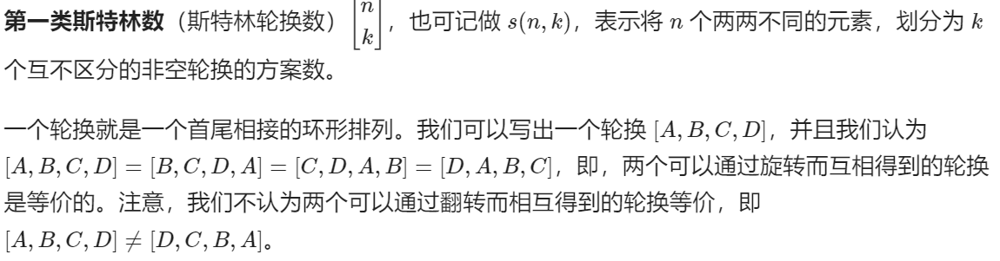 第一类斯特林数（斯特林轮换数）[n k]，也可记做 s(n, k)，表示将 n 个两两不同的元素，划分为 k
个互不区分的非空轮换的方案数。
一个轮换就是一个首尾相接的环形排列。我们可以写出一个轮换 [A, B, C, D]，并且我们认为
[A, B, C, D] = [B, C, D, A] = [C, D, A, B] = [D, A, B, C]，即，两个可以通过旋转而互相得到的轮换
是等价的。注意，我们不认为两个可以通过翻转而相互得到的轮换等价，即
[A, B, C, D] ≠ [D, C, B, A]。